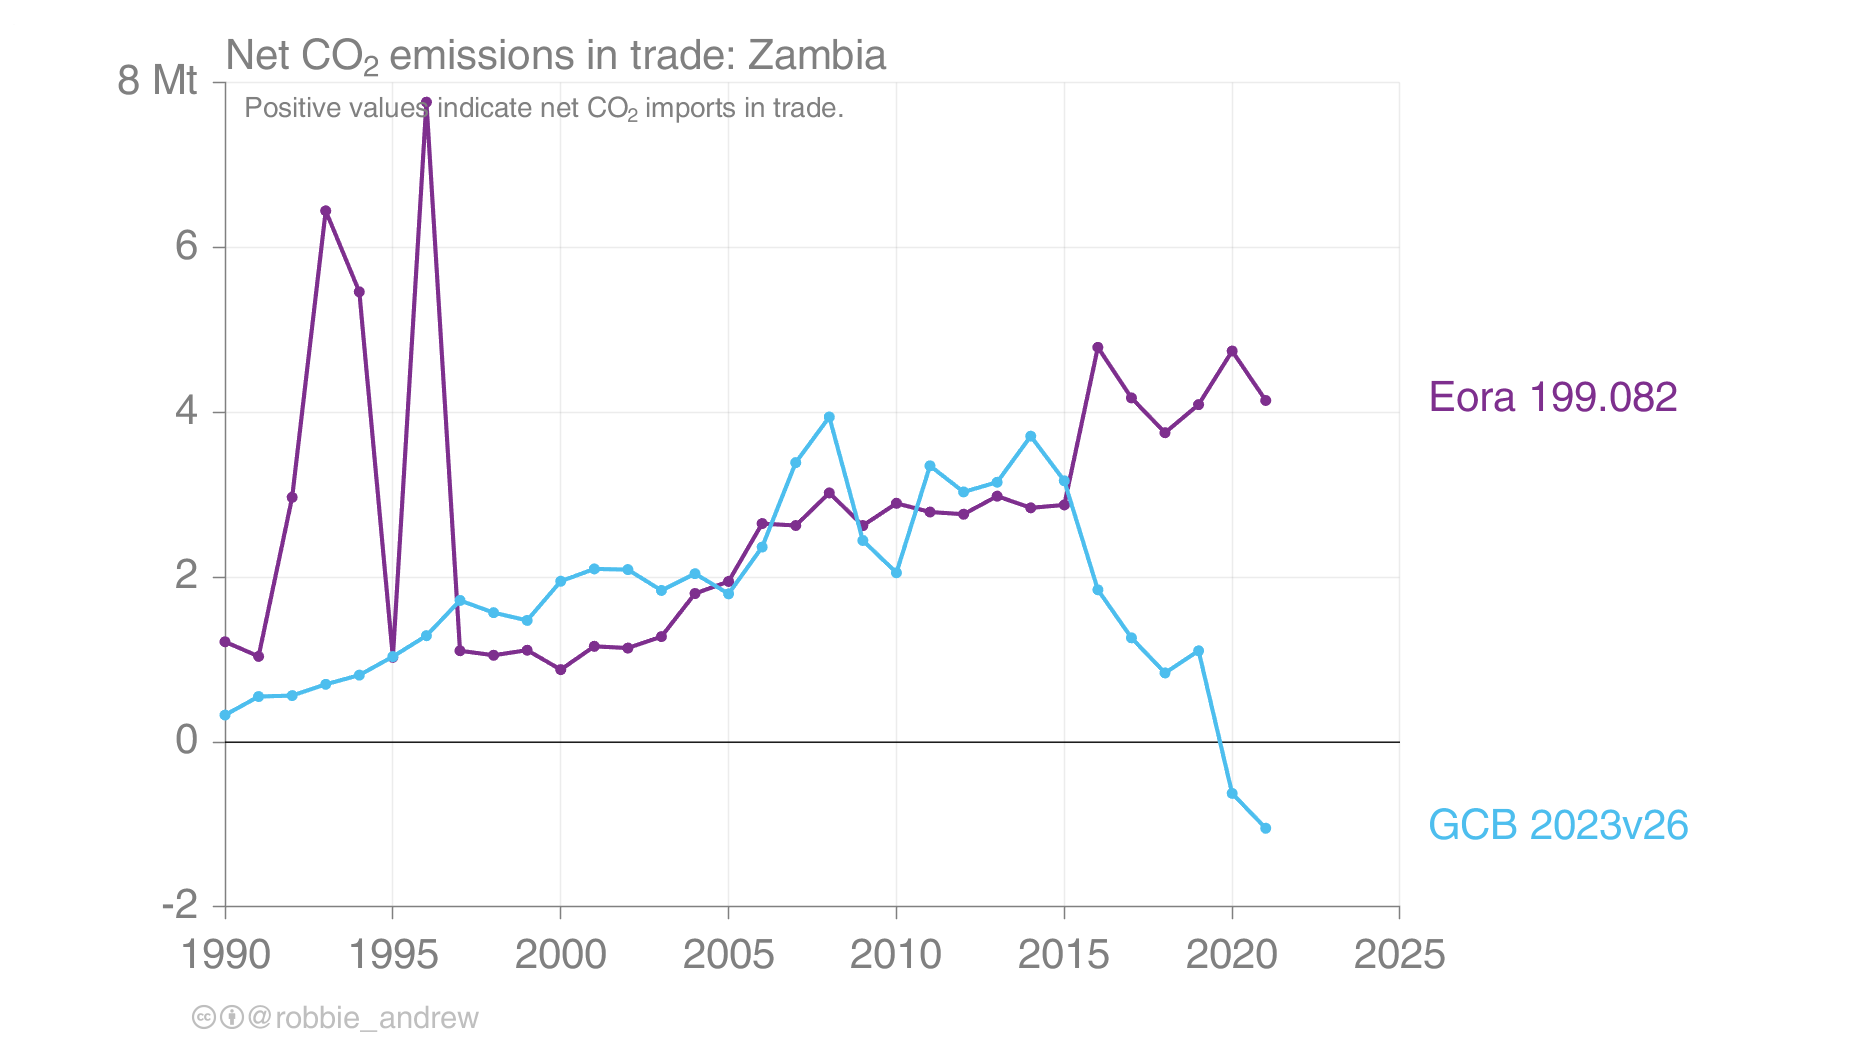 Net CO₂ emissions in trade: Zambia
8 Mt
Positive values indicate net CO₂ imports in trade.
6
4
Eora 199.082
2
0
GCB 2023v26
-2
1990 1995 2000 2005 2010 2015 2020 2025
@robbie_andrew